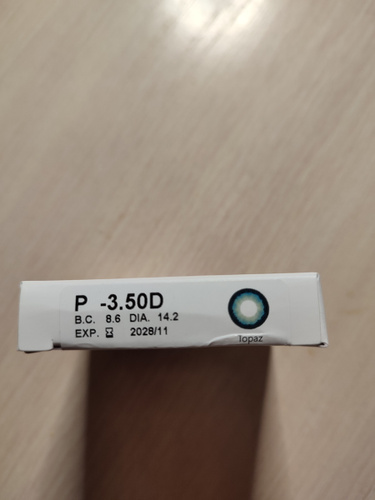 P -3.50D
B.C. 8.6 DIA. 14.2
EXP. ⌛ 2028/11
Topaz